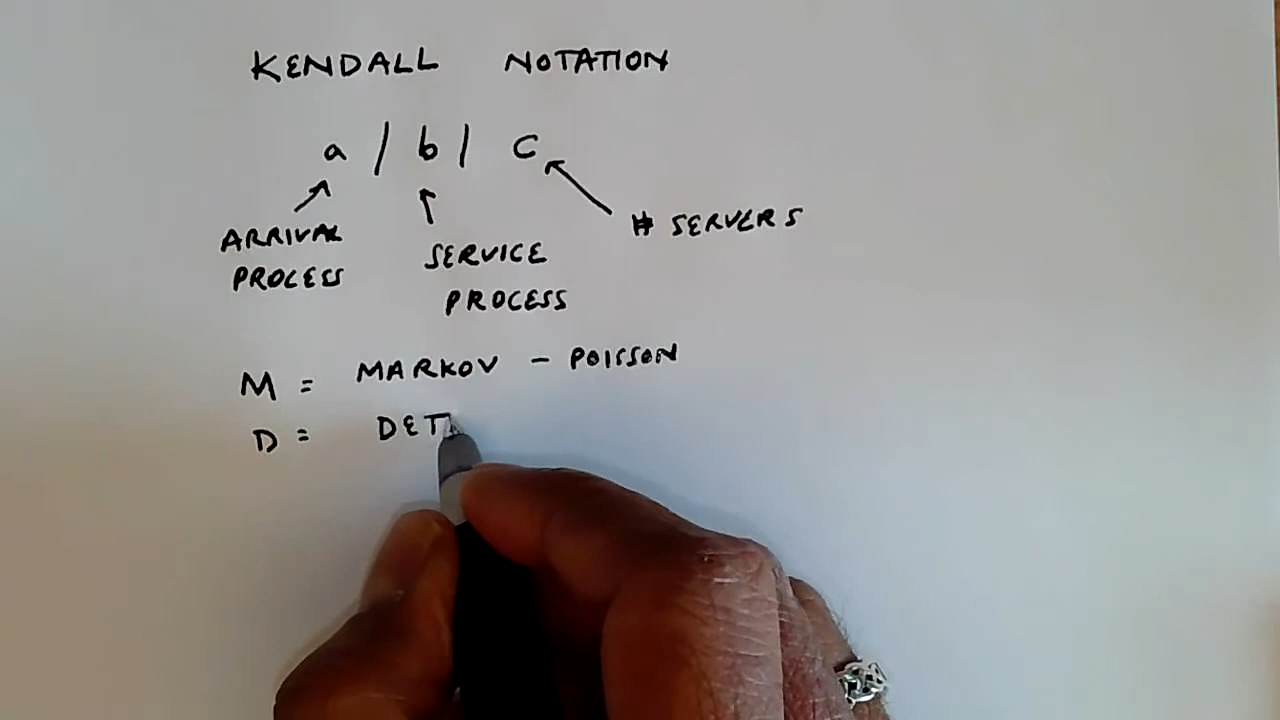 KENDALL NOTATION
a / b / c
# SERVERS
ARRIVAL
PROCESS
SERVICE
PROCESS
M = MARKOV - POISSON
D = DET